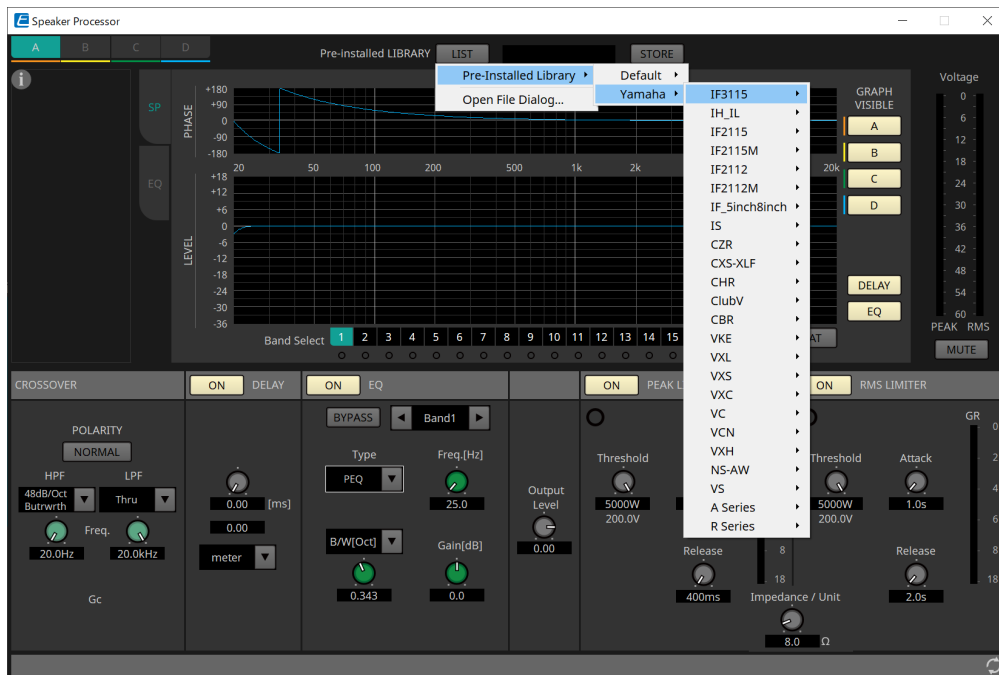 Speaker Processor
A B C D
Pre-installed LIBRARY LIST STORE
Pre-Installed Library
Open File Dialog...
Default
Yamaha
IF3115
IH_IL
IF2115
IF2115M
IF2112
IF2112M
IF_5inch8inch
IS
CZR
CXS-XLF
CHR
ClubV
CBR
VKE
VXL
VXS
VXC
VC
VCN
VXH
NS-AW
VS
A Series
R Series
SP
EQ
PHASE
+180
+90
0
-90
-180
20 50 100 200 500 1k 2k 20k
LEVEL
+18
+12
+6
0
-6
-12
-18
-24
-30
-36
Band Select 1 2 3 4 5 6 7 8 9 10 11 12 13 14 15
GRAPH
VISIBLE
A
B
C
D
DELAY
EQ
AT
Voltage
0
6
12
18
24
30
36
42
48
54
60
PEAK RMS
MUTE
CROSSOVER
POLARITY
NORMAL
HPF LPF
48dB/Oct
Butrwrth
Thru
Freq.
20.0Hz 20.0kHz
Gc
ON DELAY
0.00 [ms]
0.00
meter
ON EQ
BYPASS Band1
Type Freq.[Hz]
PEQ
25.0
B/W[Oct] Gain[dB]
0.343 0.0
Output
Level
0.00
ON PEAK L
Threshold
5000W
200.0V
Release
400ms
8
18
Impedance / Unit
8.0 Ω
ON RMS LIMITER
GR
Threshold Attack
5000W 1.0s
200.0V
Release
2.0s
0
2
6
8
18